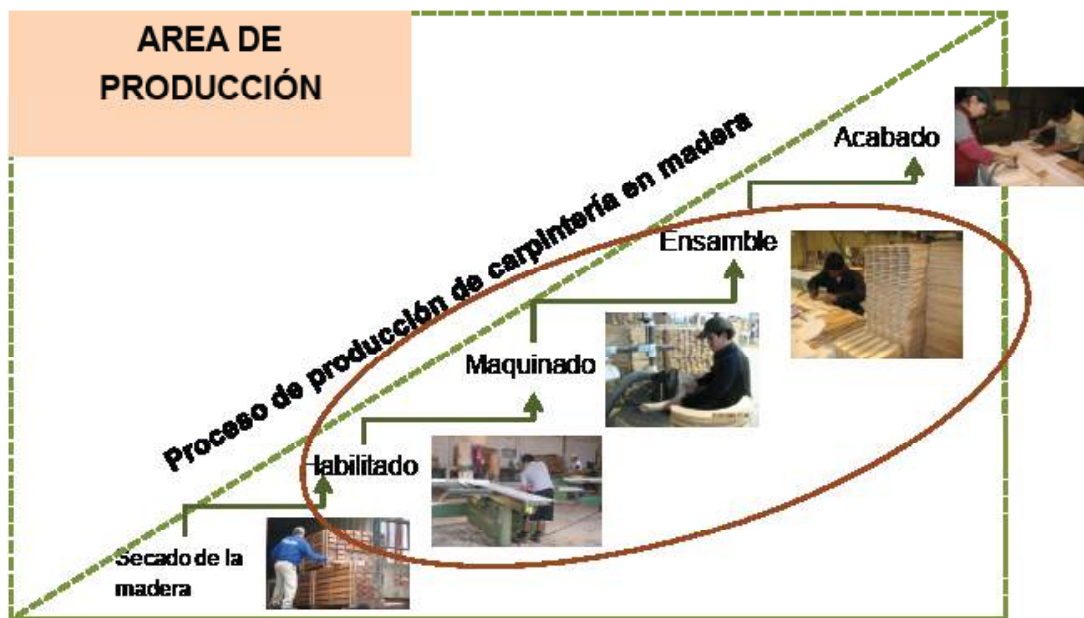 AREA DE
PRODUCCIÓN
Proceso de producción de carpintería en madera
Acabado
Ensamble
Maquinado
Habilitado
Secado de la
madera